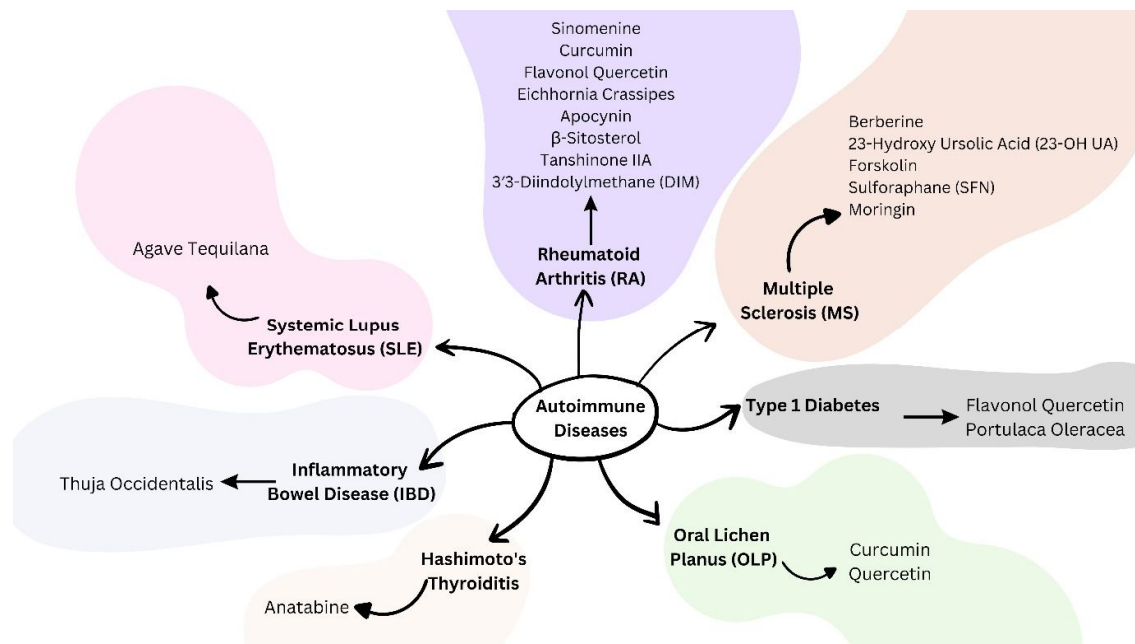 Sinomenine
Curcumin
Flavonol Quercetin
Eichhornia Crassipes
Apocynin
β-Sitosterol
Tanshinone IIA
3′3-Diindolylmethane (DIM)
Rheumatoid
Arthritis (RA)
Berberine
23-Hydroxy Ursolic Acid (23-OH UA)
Forskolin
Sulforaphane (SFN)
Moringin
Multiple
Sclerosis (MS)
Agave Tequilana
Systemic Lupus
Erythematosus (SLE)
Autoimmune
Diseases
Type 1 Diabetes
Flavonol Quercetin
Portulaca Oleracea
Thuja Occidentalis
Inflammatory
Bowel Disease (IBD)
Hashimoto's
Thyroiditis
Anatabine
Oral Lichen
Planus (OLP)
Curcumin
Quercetin